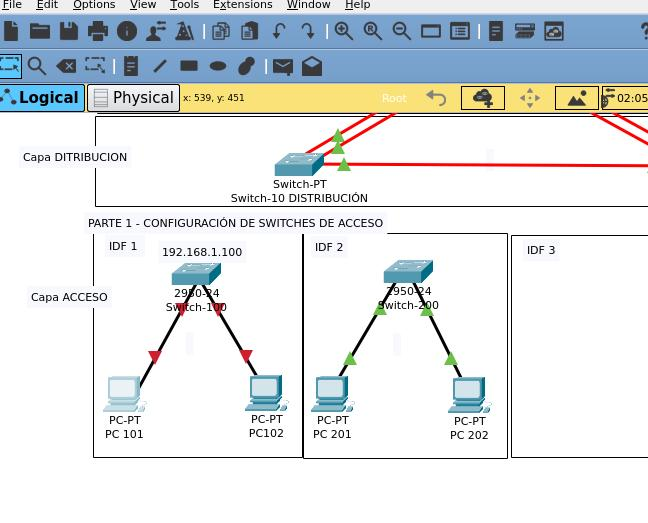 File Edit Options View Tools Extensions Window Help
Logical Physical x: 539, y: 451 Root 02:05
Capa DITRIBUCION
Switch-PT
Switch-10 DISTRIBUCIÓN
PARTE 1 - CONFIGURACIÓN DE SWITCHES DE ACCESO
IDF 1
192.168.1.100
IDF 2
IDF 3
Capa ACCESO
2950-24
Switch-100
2950-24
Switch-200
PC-PT
PC 101
PC-PT
PC102
PC-PT
PC 201
PC-PT
PC 202